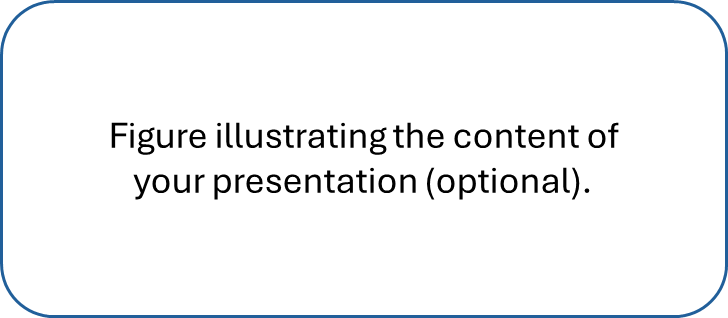 Figure illustrating the content of
your presentation (optional).